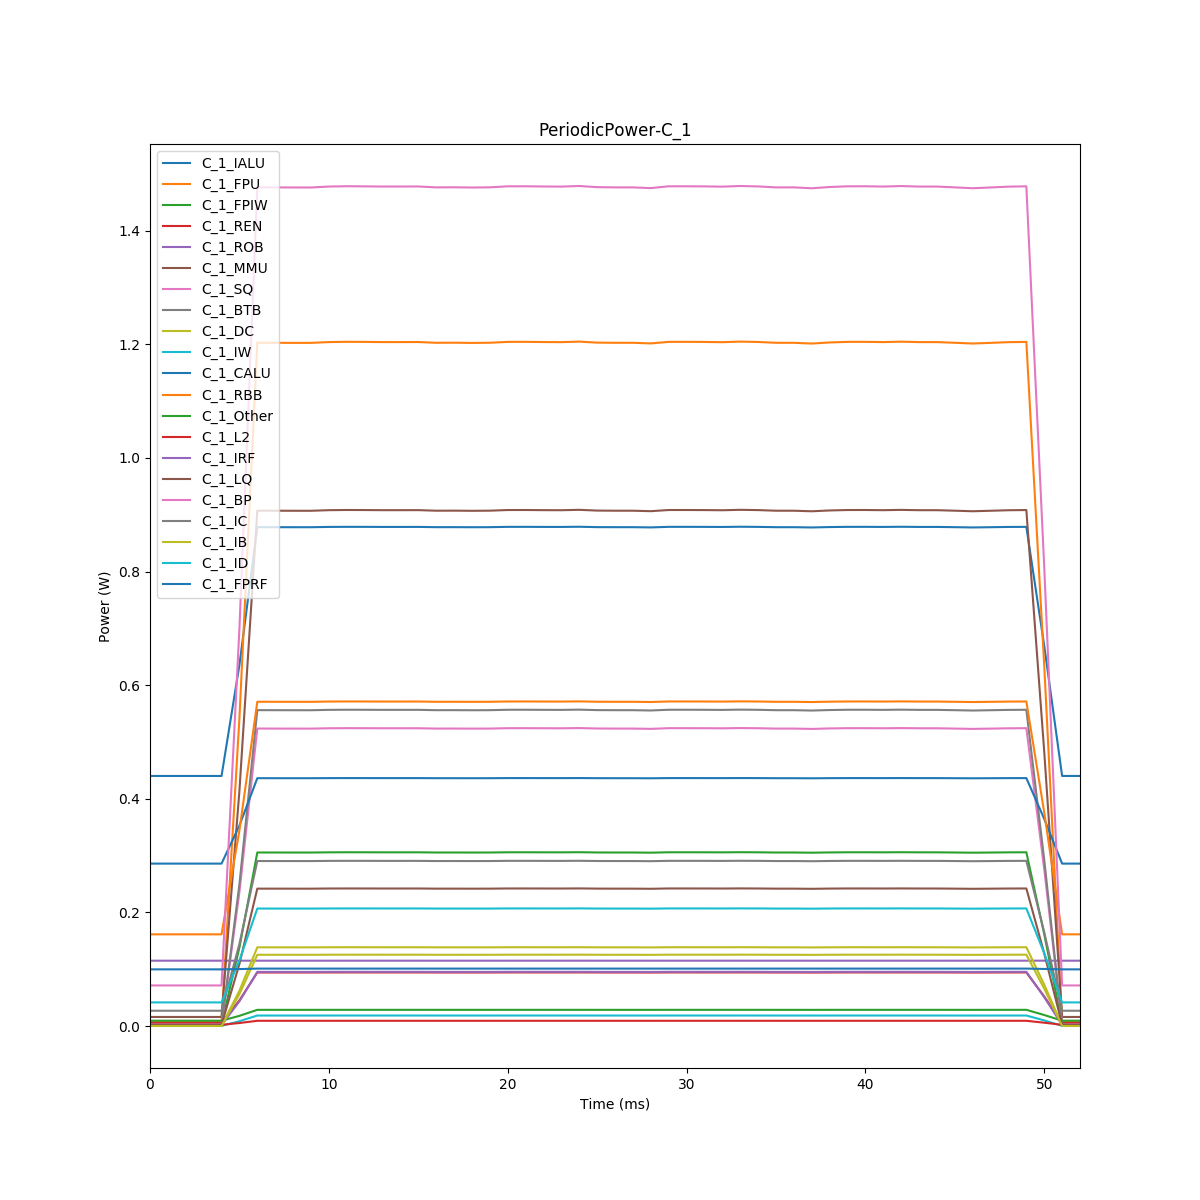 PeriodicPower-C_1
C_1_IALU
C_1_FPU
C_1_FPIW
C_1_REN
C_1_ROB
C_1_MMU
C_1_SQ
C_1_BTB
C_1_DC
C_1_IW
C_1_CALU
C_1_RBB
C_1_Other
C_1_L2
C_1_IRF
C_1_LQ
C_1_BP
C_1_IC
C_1_IB
C_1_ID
C_1_FPRF
Power (W)
1.4
1.2
1.0
0.8
0.6
0.4
0.2
0.0
0 10 20 30 40 50
Time (ms)